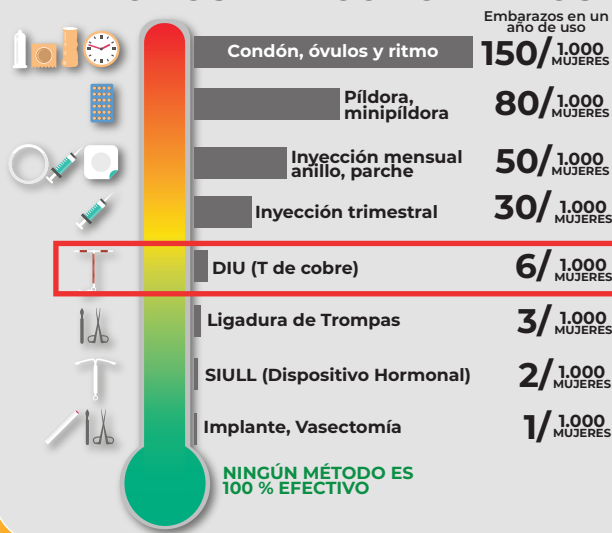 Embarazos en un
año de uso
Condón, óvulos y ritmo 150/1.000 MUJERES
Píldora,
minipíldora 80/1.000 MUJERES
Inyección mensual
anillo, parche 50/1.000 MUJERES
Inyección trimestral 30/1.000 MUJERES
DIU (T de cobre) 6/1.000 MUJERES
Ligadura de Trompas 3/1.000 MUJERES
SIULL (Dispositivo Hormonal) 2/1.000 MUJERES
Implante, Vasectomía 1/1.000 MUJERES
NINGÚN MÉTODO ES
100 % EFECTIVO